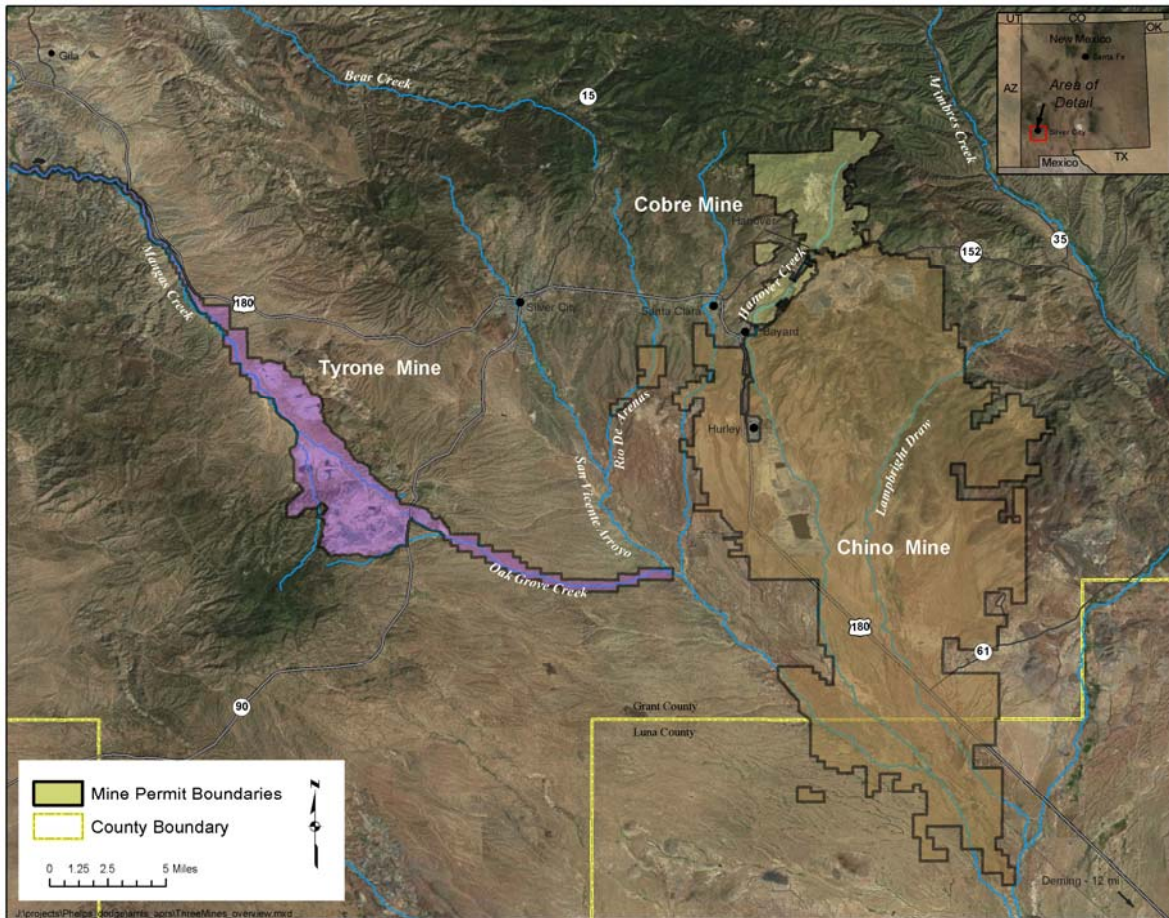 UT
CO
OK
New Mexico
Santa Fe
AZ
Area of
Detail
Silver City
TX
Mexico
Gila
Bear Creek
15
M'imbres Creek
Cobre Mine
Hanover
152
35
Mangas Creek
180
Silver City
Santa Clara
Hanover Creek
Bayard
Tyrone Mine
Rio De Arenas
Hurley
Lampbright Draw
San Vicente Arroyo
Chino Mine
Oak Grove Creek
180
61
90
Grant County
Luna County
Mine Permit Boundaries
County Boundary
N
0 1.25 2.5 5 Miles
Deming - 12 mi